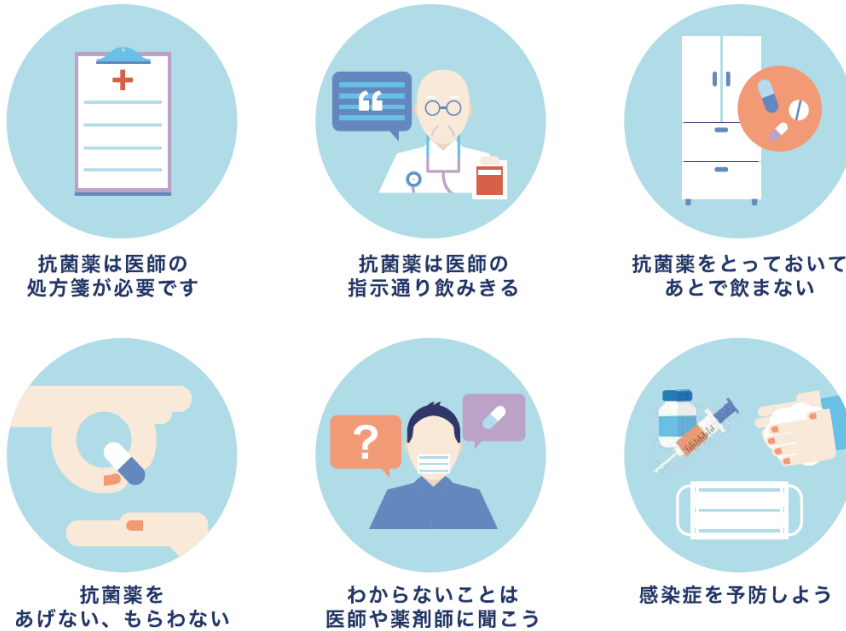 抗菌薬は医師の
処方箋が必要です
抗菌薬は医師の
指示通り飲みきる
抗菌薬をとっておいて
あとで飲まない
?
抗菌薬を
あげない、もらわない
わからないことは
医師や薬剤師に聞こう
感染症を予防しよう